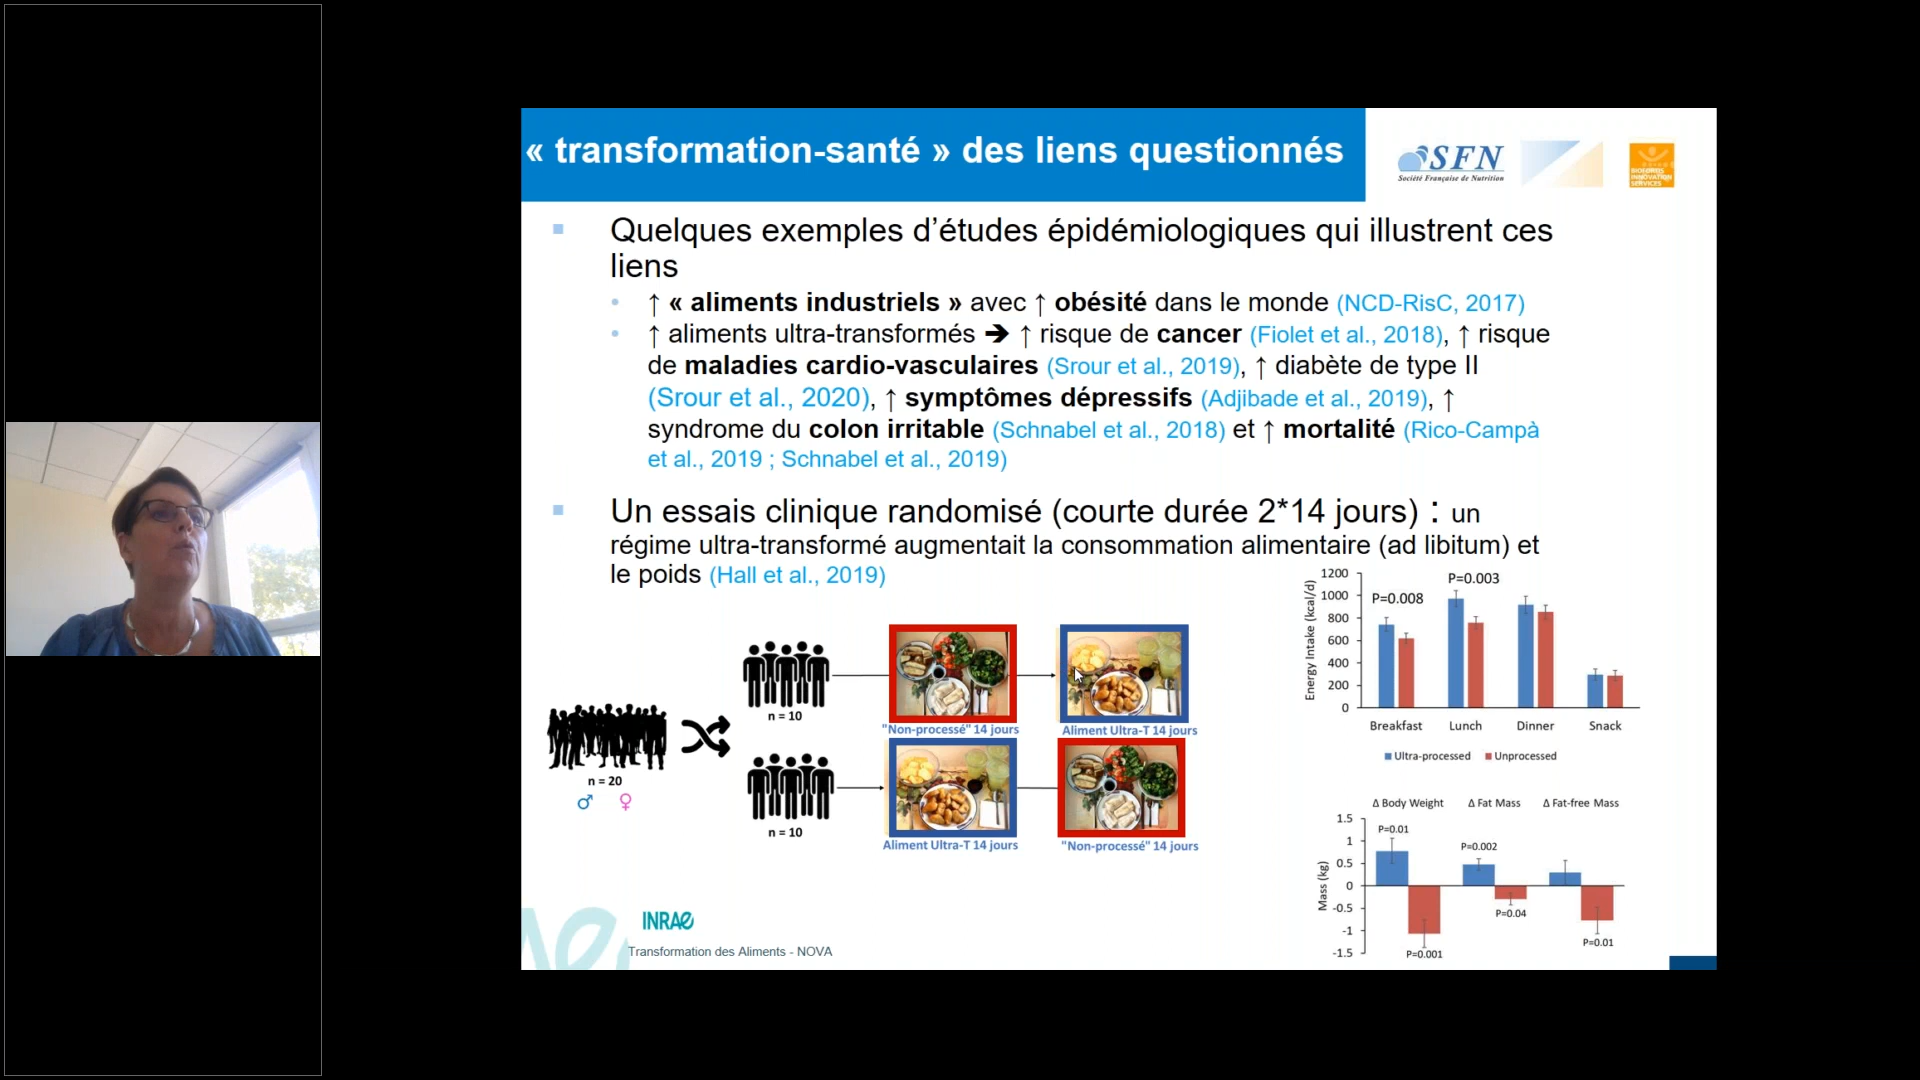 « transformation-santé » des liens questionnés
SFN
Société Française de Nutrition
BIOFORTIS
INNOVATION
SERVICES
Quelques exemples d'études épidémiologiques qui illustrent ces
liens
↑ « aliments industriels » avec ↑ obésité dans le monde (NCD-RisC, 2017)
↑ aliments ultra-transformés ➔ ↑ risque de cancer (Fiolet et al., 2018), ↑ risque
de maladies cardio-vasculaires (Srour et al., 2019), ↑ diabète de type II
(Srour et al., 2020), ↑ symptômes dépressifs (Adjibade et al., 2019), ↑
syndrome du colon irritable (Schnabel et al., 2018) et ↑ mortalité (Rico-Campà
et al., 2019 ; Schnabel et al., 2019)
Un essais clinique randomisé (courte durée 2*14 jours) : un
régime ultra-transformé augmentait la consommation alimentaire (ad libitum) et
le poids (Hall et al., 2019)
n = 20
n = 10
"Non-processé" 14 jours
Aliment Ultra-T 14 jours
n = 10
Aliment Ultra-T 14 jours
"Non-processé" 14 jours
Energy Intake (kcal/d)
1200
1000
800
600
400
200
0
P=0.008
P=0.003
Breakfast Lunch Dinner Snack
Ultra-processed Unprocessed
Δ Body Weight Δ Fat Mass Δ Fat-free Mass
Mass (kg)
1.5
1
0.5
0
-0.5
-1
-1.5
P=0.01
P=0.002
P=0.04
P=0.01
P=0.001
INRAE
Transformation des Aliments - NOVA